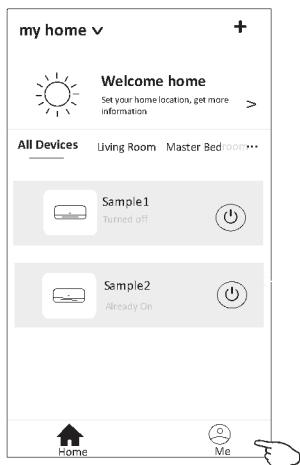 my home
Welcome home
Set your home location, get more
information
All Devices Living Room Master Bedroom
Sample1
Turned off
Sample2
Already On
Home Me